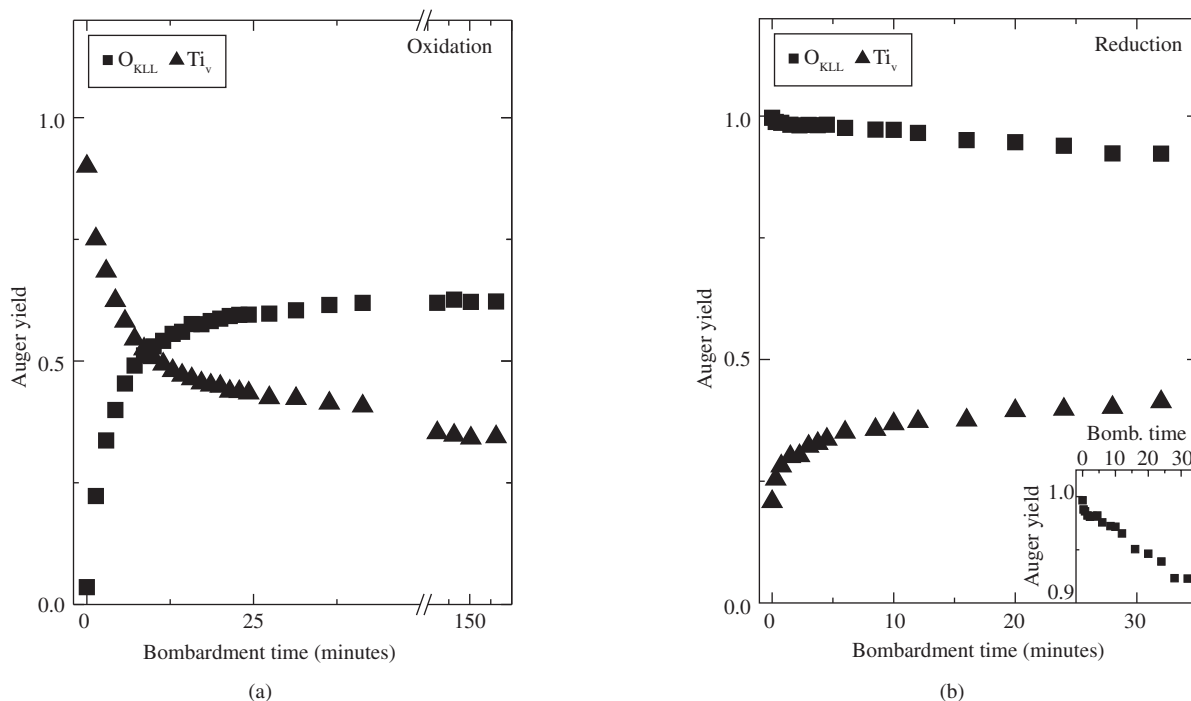 Oxidation
O_KLL Ti_v
1.0
0.5
0.0
Auger yield
0 25 150
Bombardment time (minutes)
(a)
Reduction
O_KLL Ti_v
1.0
0.5
0.0
Auger yield
0 10 20 30
Bombardment time (minutes)
Bomb. time
0 10 20 30
1.0
0.9
Auger yield
(b)